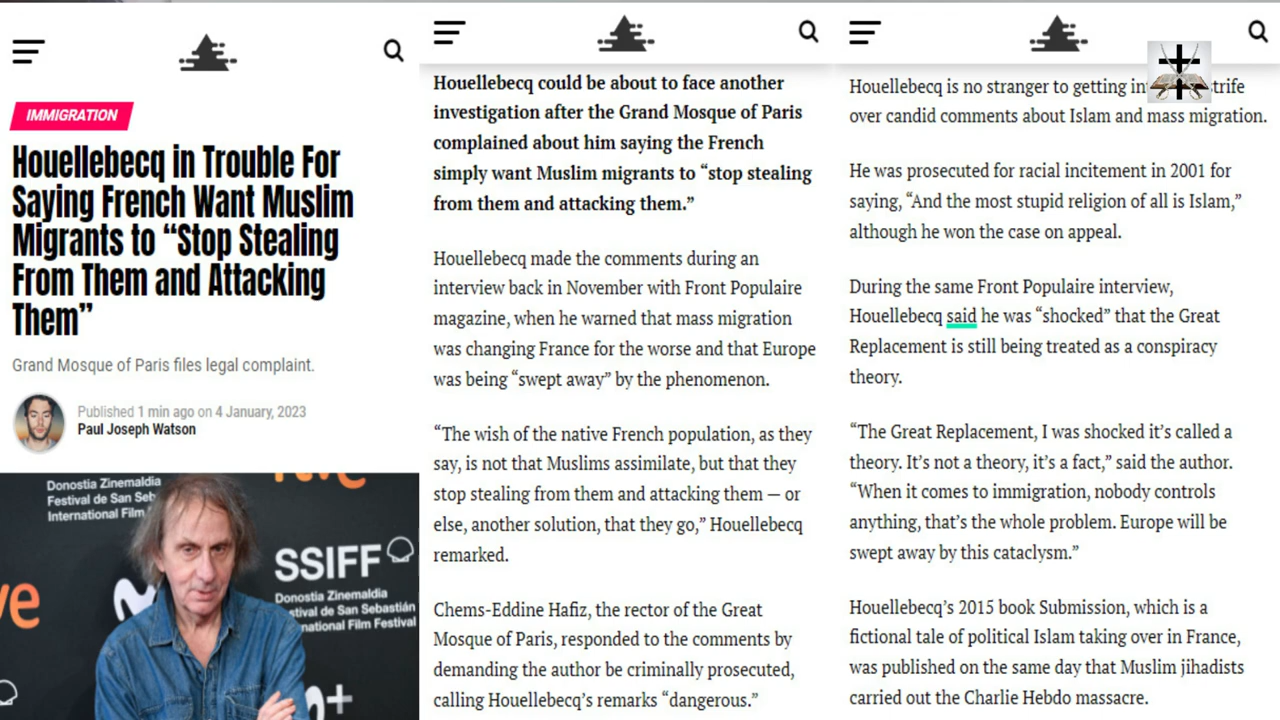 IMMIGRATION
Houellebecq in Trouble For
Saying French Want Muslim
Migrants to “Stop Stealing
From Them and Attacking
Them”
Grand Mosque of Paris files legal complaint.
Published 1 min ago on 4 January, 2023
Paul Joseph Watson
Donostia Zinemaldia
Festival de San Seb
International Film
SSIFF
Donostia Zinemaldia
stival de San Sebastián
national Film Festival
Houellebecq could be about to face another
investigation after the Grand Mosque of Paris
complained about him saying the French
simply want Muslim migrants to “stop stealing
from them and attacking them.”
Houellebecq made the comments during an
interview back in November with Front Populaire
magazine, when he warned that mass migration
was changing France for the worse and that Europe
was being “swept away” by the phenomenon.
“The wish of the native French population, as they
say, is not that Muslims assimilate, but that they
stop stealing from them and attacking them — or
else, another solution, that they go,” Houellebecq
remarked.
Chems-Eddine Hafiz, the rector of the Great
Mosque of Paris, responded to the comments by
demanding the author be criminally prosecuted,
calling Houellebecq’s remarks “dangerous.”
Houellebecq is no stranger to getting in trife
over candid comments about Islam and mass migration.
He was prosecuted for racial incitement in 2001 for
saying, “And the most stupid religion of all is Islam,”
although he won the case on appeal.
During the same Front Populaire interview,
Houellebecq said he was “shocked” that the Great
Replacement is still being treated as a conspiracy
theory.
“The Great Replacement, I was shocked it’s called a
theory. It’s not a theory, it’s a fact,” said the author.
“When it comes to immigration, nobody controls
anything, that’s the whole problem. Europe will be
swept away by this cataclysm.”
Houellebecq’s 2015 book Submission, which is a
fictional tale of political Islam taking over in France,
was published on the same day that Muslim jihadists
carried out the Charlie Hebdo massacre.